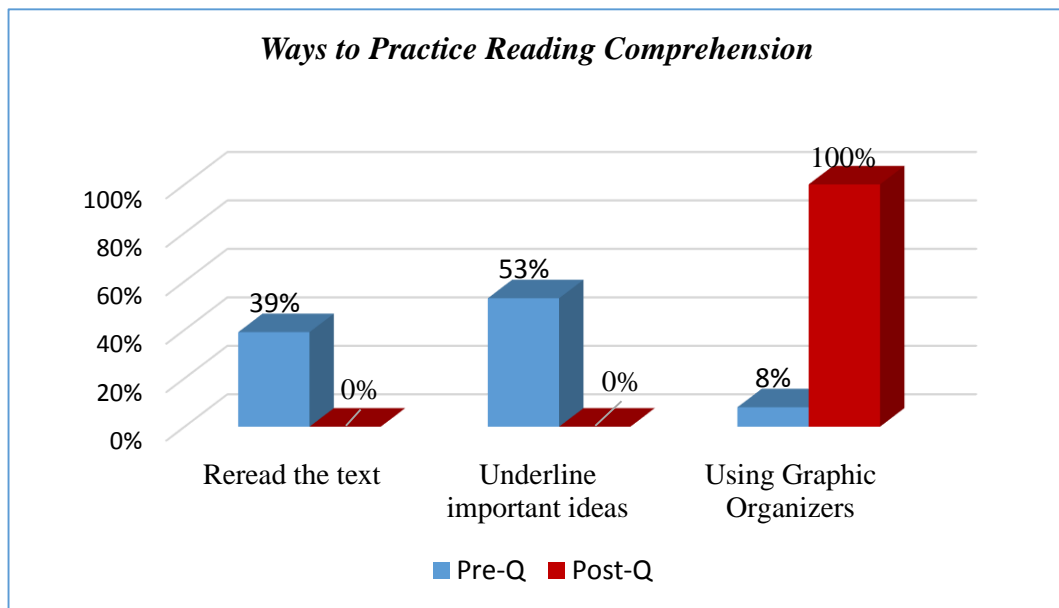 Ways to Practice Reading Comprehension
100%
80%
60%
40%
20%
0%
39%
0%
53%
0%
8%
100%
Reread the text
Underline
important ideas
Using Graphic
Organizers
Pre-Q Post-Q